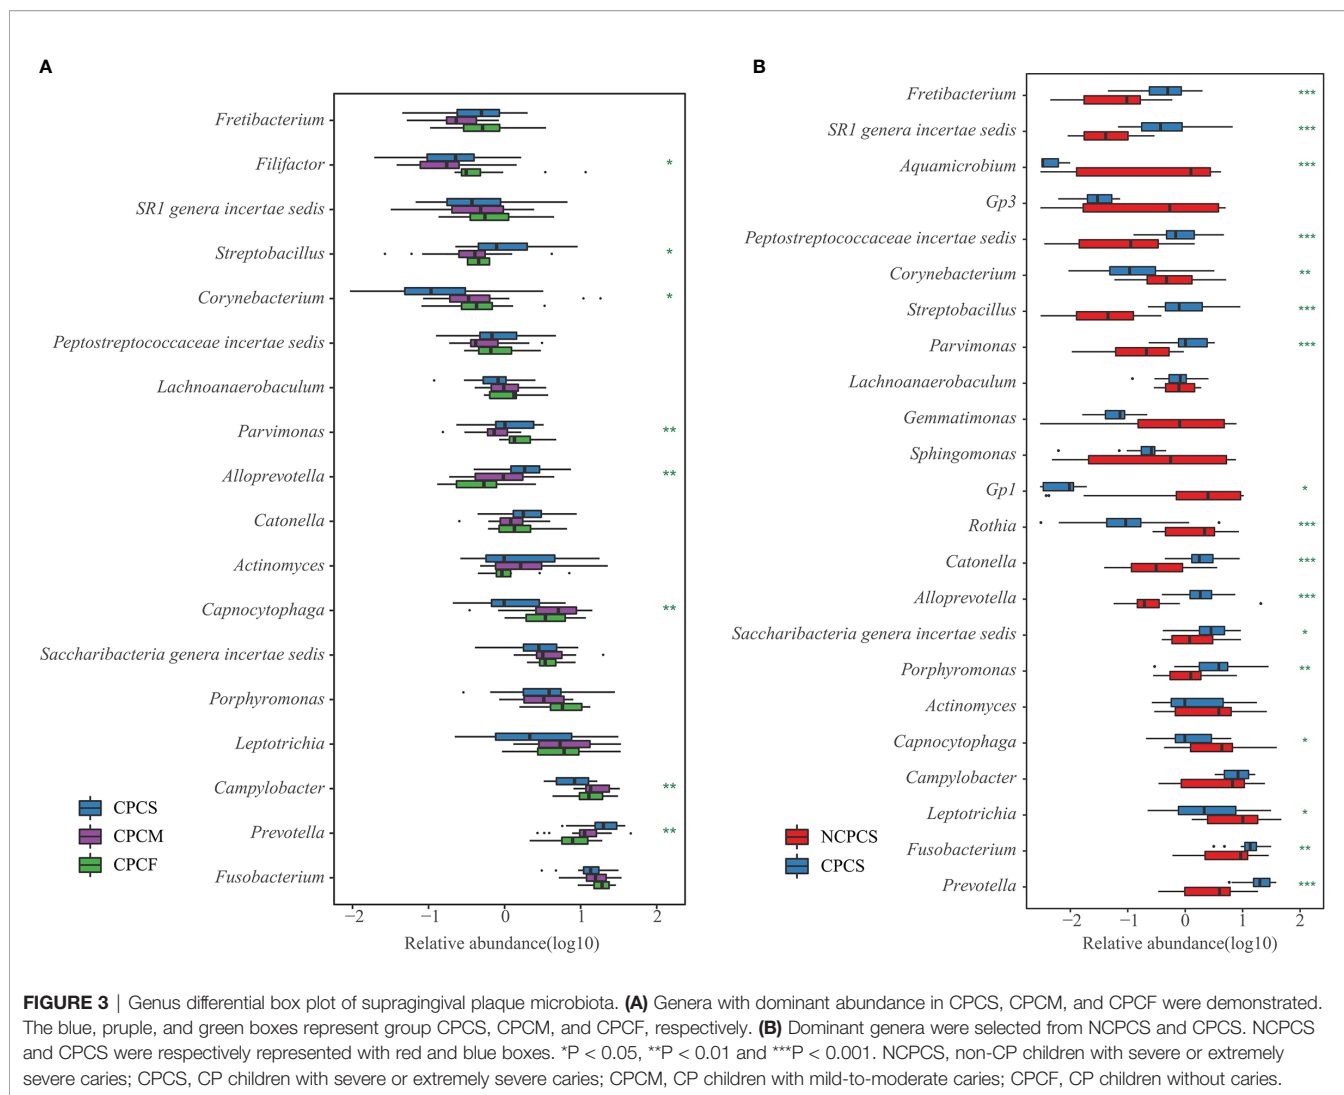 A
Fretibacterium
Filifactor
*
SR1 genera incertae sedis
Streptobacillus
*
Corynebacterium
*
Peptostreptococcaceae incertae sedis
Lachnoanaerobaculum
Parvimonas
**
Alloprevotella
**
Catonella
Actinomyces
Capnocytophaga
**
Saccharibacteria genera incertae sedis
Porphyromonas
Leptotrichia
Campylobacter
**
Prevotella
**
Fusobacterium
CPCS
CPCM
CPCF
−2 −1 0 1 2
Relative abundance(log10)
B
Fretibacterium
***
SR1 genera incertae sedis
***
Aquamicrobium
***
Gp3
Peptostreptococcaceae incertae sedis
***
Corynebacterium
**
Streptobacillus
***
Parvimonas
***
Lachnoanaerobaculum
Gemmatimonas
Sphingomonas
Gp1
*
Rothia
***
Catonella
***
Alloprevotella
***
Saccharibacteria genera incertae sedis
*
Porphyromonas
**
Actinomyces
Capnocytophaga
*
Campylobacter
Leptotrichia
*
Fusobacterium
**
Prevotella
***
NCPCS
CPCS
−2 −1 0 1 2
Relative abundance(log10)
FIGURE 3 | Genus differential box plot of supragingival plaque microbiota. (A) Genera with dominant abundance in CPCS, CPCM, and CPCF were demonstrated.
The blue, pruple, and green boxes represent group CPCS, CPCM, and CPCF, respectively. (B) Dominant genera were selected from NCPCS and CPCS. NCPCS
and CPCS were respectively represented with red and blue boxes. *P < 0.05, **P < 0.01 and ***P < 0.001. NCPCS, non-CP children with severe or extremely
severe caries; CPCS, CP children with severe or extremely severe caries; CPCM, CP children with mild-to-moderate caries; CPCF, CP children without caries.